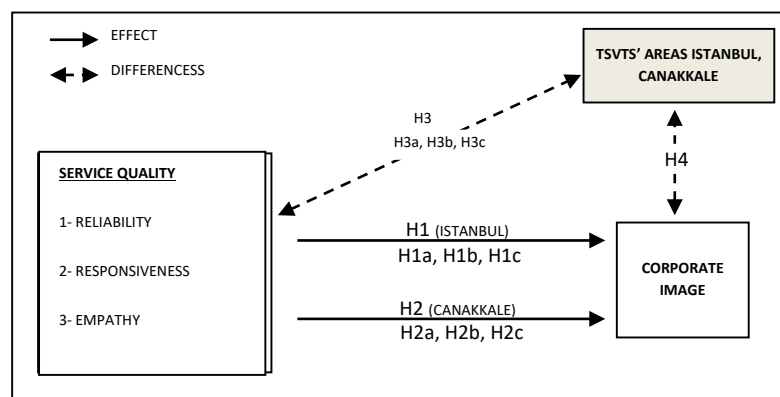 EFFECT
DIFFERENCESS
TSVTS' AREAS ISTANBUL,
CANAKKALE
H3
H3a, H3b, H3c
H4
SERVICE QUALITY
1- RELIABILITY
2- RESPONSIVENESS
3- EMPATHY
H1 (ISTANBUL)
H1a, H1b, H1c
H2 (CANAKKALE)
H2a, H2b, H2c
CORPORATE
IMAGE